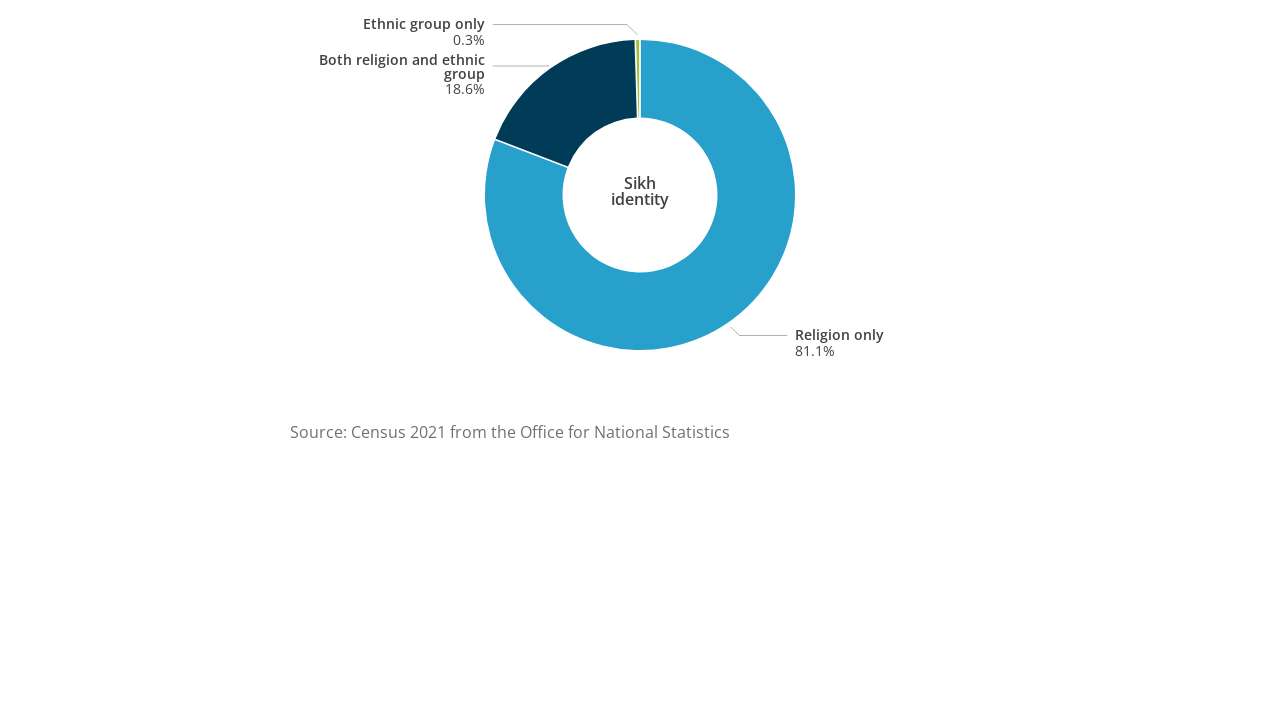 Ethnic group only
0.3%
Both religion and ethnic
group
18.6%
Sikh
identity
Religion only
81.1%
Source: Census 2021 from the Office for National Statistics